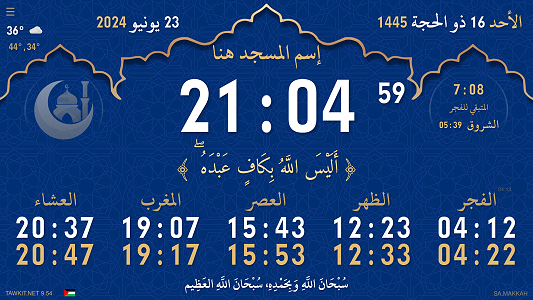 الأحد 16 ذو الحجة 1445
23 يونيو 2024
36°
44°,34°
إسم المسجد هنا
21:04 59
7:08
المتبقي للفجر
الشروق 05:39
﴿ أَلَيْسَ اللَّهُ بِكَافٍ عَبْدَهُ ۖ ﴾
الفجر الظهر العصر المغرب العشاء
04:12 12:23 15:43 19:07 20:37
04:22 12:33 15:53 19:17 20:47
سُبْحَانَ اللَّهِ وَبِحَمْدِهِ، سُبْحَانَ اللَّهِ العَظِيم
TAWKIT.NET 9.54
SA.MAKKAH